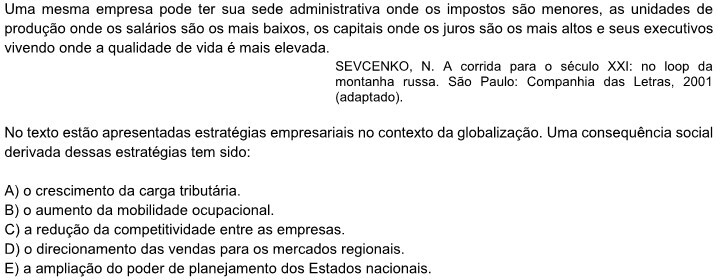 Uma mesma empresa pode ter sua sede administrativa onde os impostos são menores, as unidades de
produção onde os salários são os mais baixos, os capitais onde os juros são os mais altos e seus executivos
vivendo onde a qualidade de vida é mais elevada.
SEVCENKO, N. A corrida para o século XXI: no loop da
montanha russa. São Paulo: Companhia das Letras, 2001
(adaptado).
No texto estão apresentadas estratégias empresariais no contexto da globalização. Uma consequência social
derivada dessas estratégias tem sido:
A) o crescimento da carga tributária.
B) o aumento da mobilidade ocupacional.
C) a redução da competitividade entre as empresas.
D) o direcionamento das vendas para os mercados regionais.
E) a ampliação do poder de planejamento dos Estados nacionais.